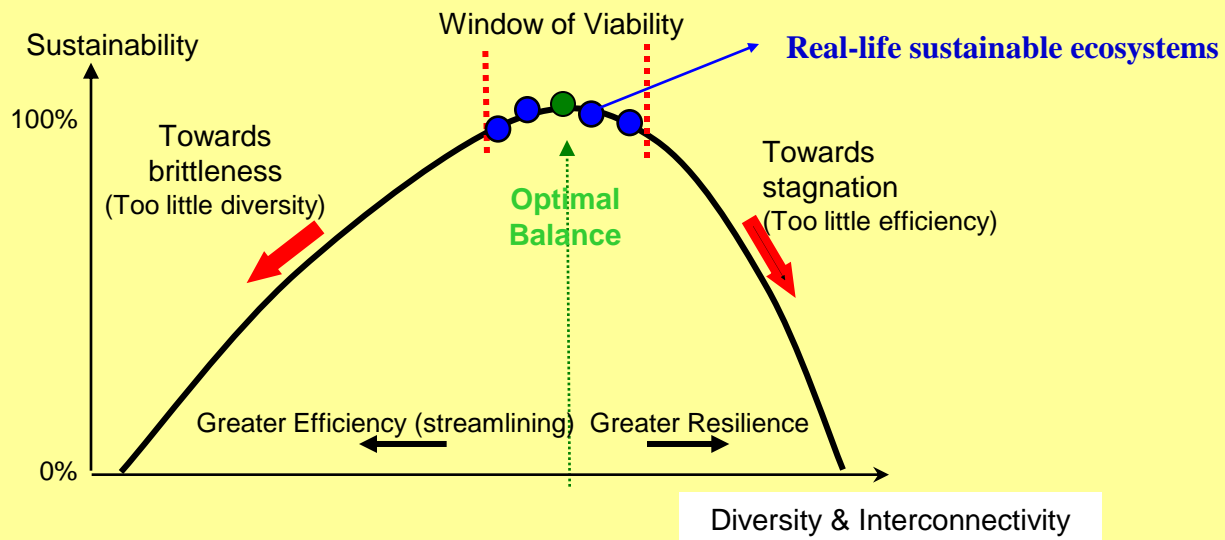 Window of Viability
Sustainability
Real-life sustainable ecosystems
100%
Towards
brittleness
(Too little diversity)
Towards
stagnation
(Too little efficiency)
Optimal
Balance
Greater Efficiency (streamlining)
Greater Resilience
0%
Diversity & Interconnectivity